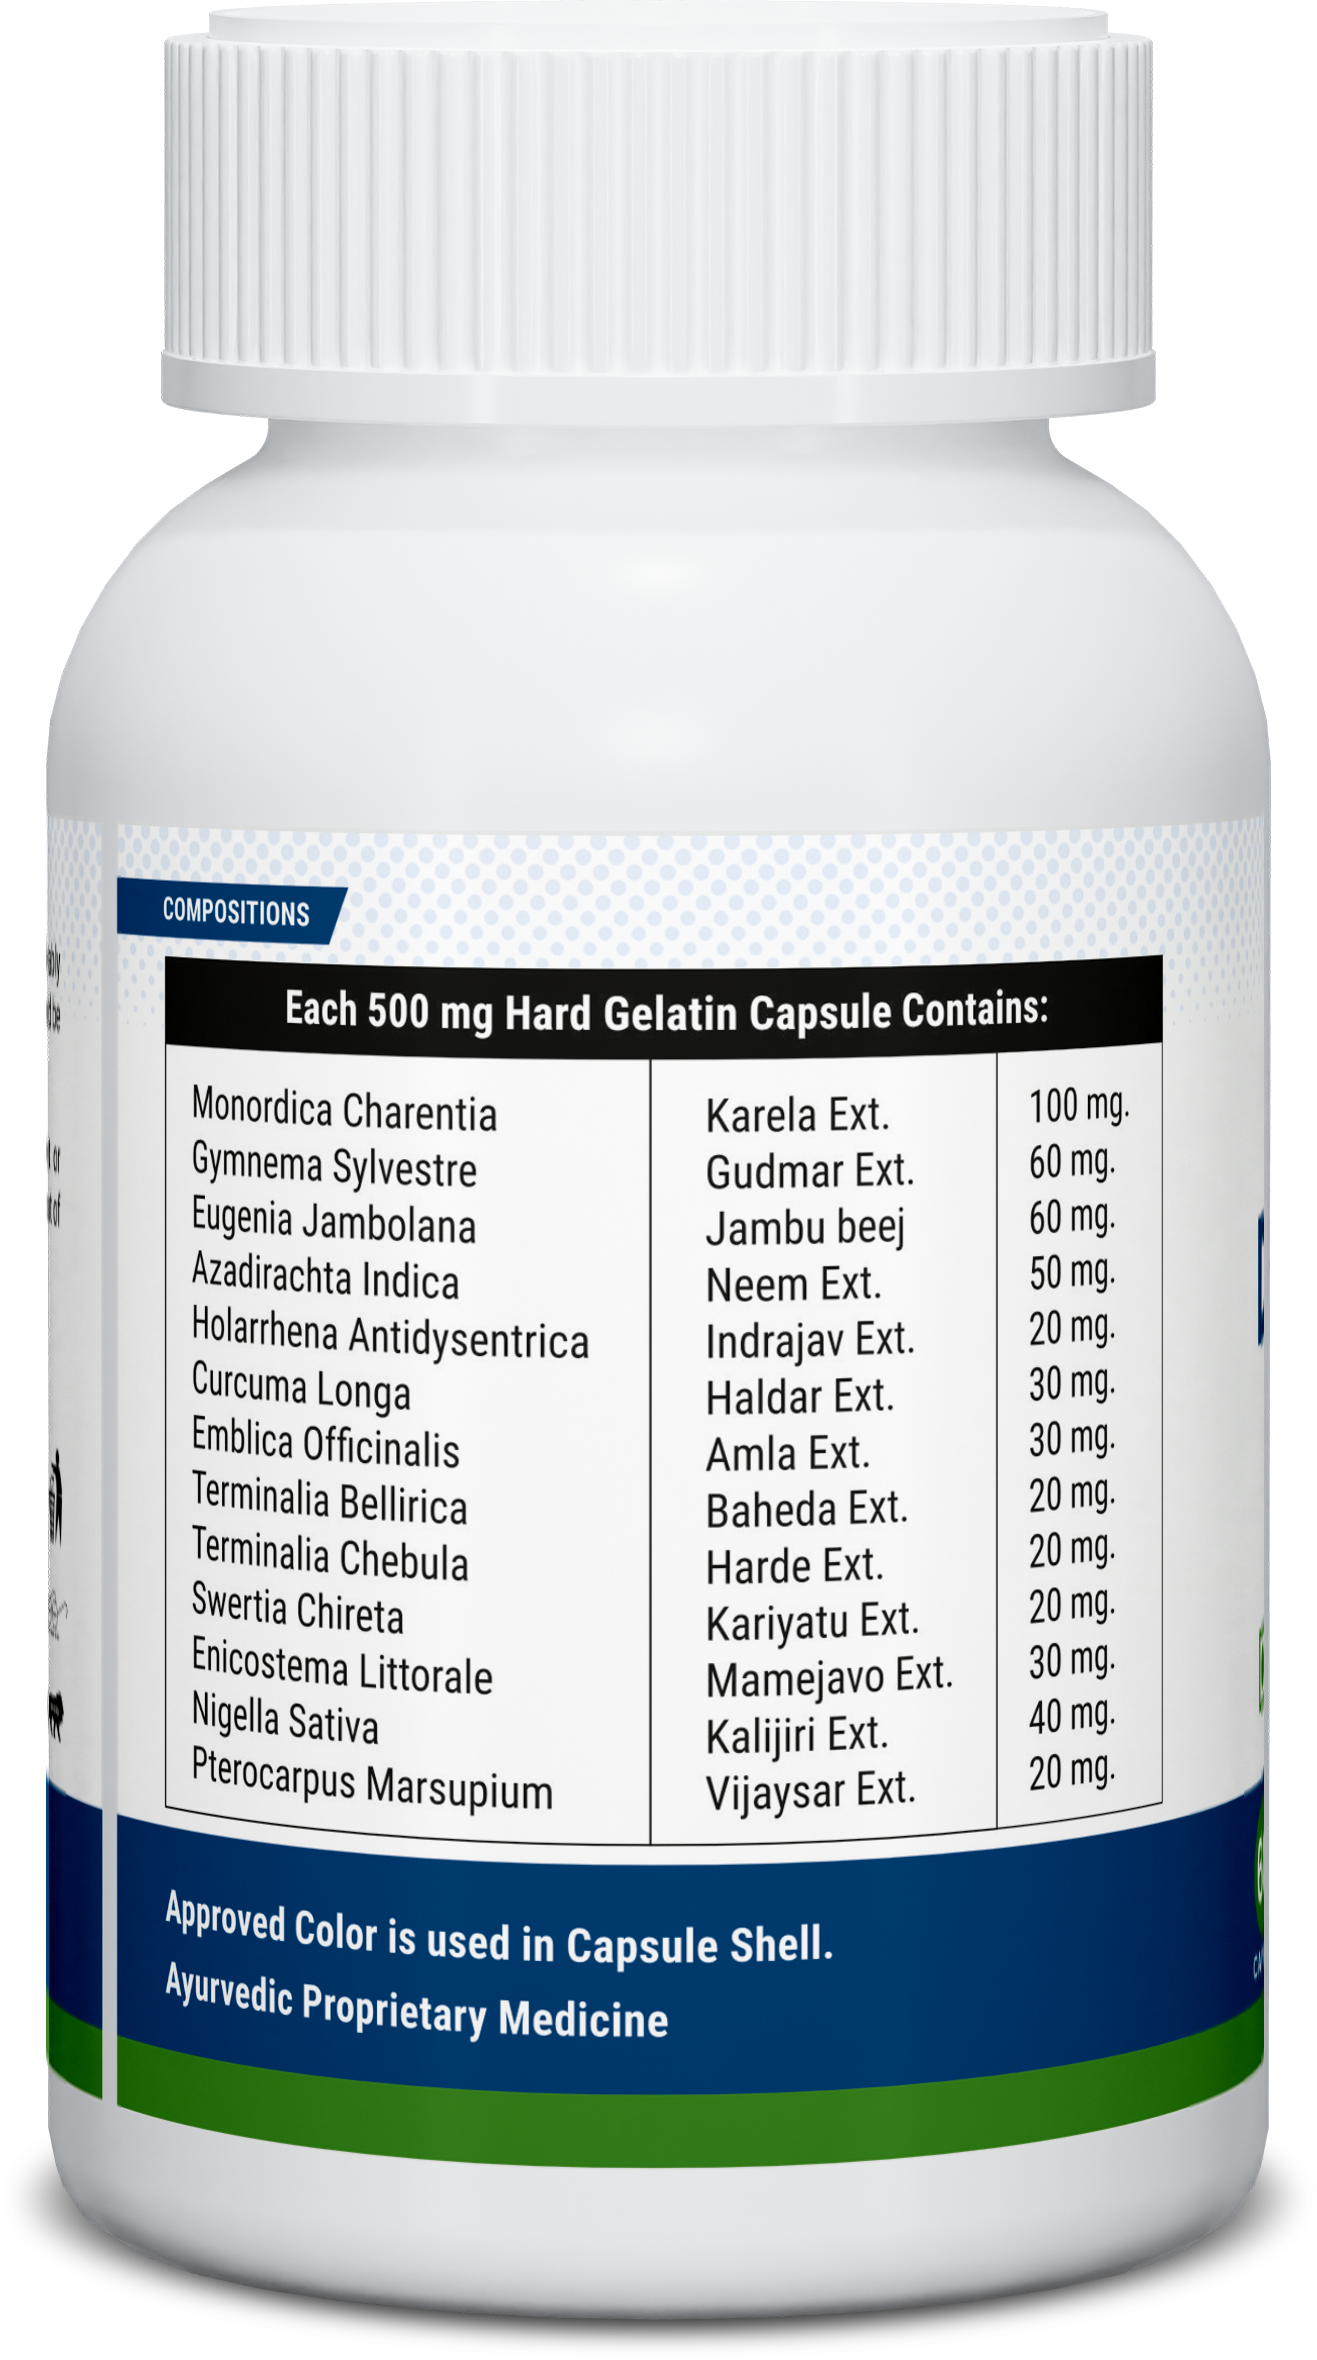 COMPOSITIONS
Each 500 mg Hard Gelatin Capsule Contains:
Monordica Charentia Karela Ext. 100 mg.
Gymnema Sylvestre Gudmar Ext. 60 mg.
Eugenia Jambolana Jambu beej 60 mg.
Azadirachta Indica Neem Ext. 50 mg.
Holarrhena Antidysentrica Indrajav Ext. 20 mg.
Curcuma Longa Haldar Ext. 30 mg.
Emblica Officinalis Amla Ext. 30 mg.
Terminalia Bellirica Baheda Ext. 20 mg.
Terminalia Chebula Harde Ext. 20 mg.
Swertia Chireta Kariyatu Ext. 20 mg.
Enicostema Littorale Mamejavo Ext. 30 mg.
Nigella Sativa Kalijiri Ext. 40 mg.
Pterocarpus Marsupium Vijaysar Ext. 20 mg.
Approved Color is used in Capsule Shell.
Ayurvedic Proprietary Medicine